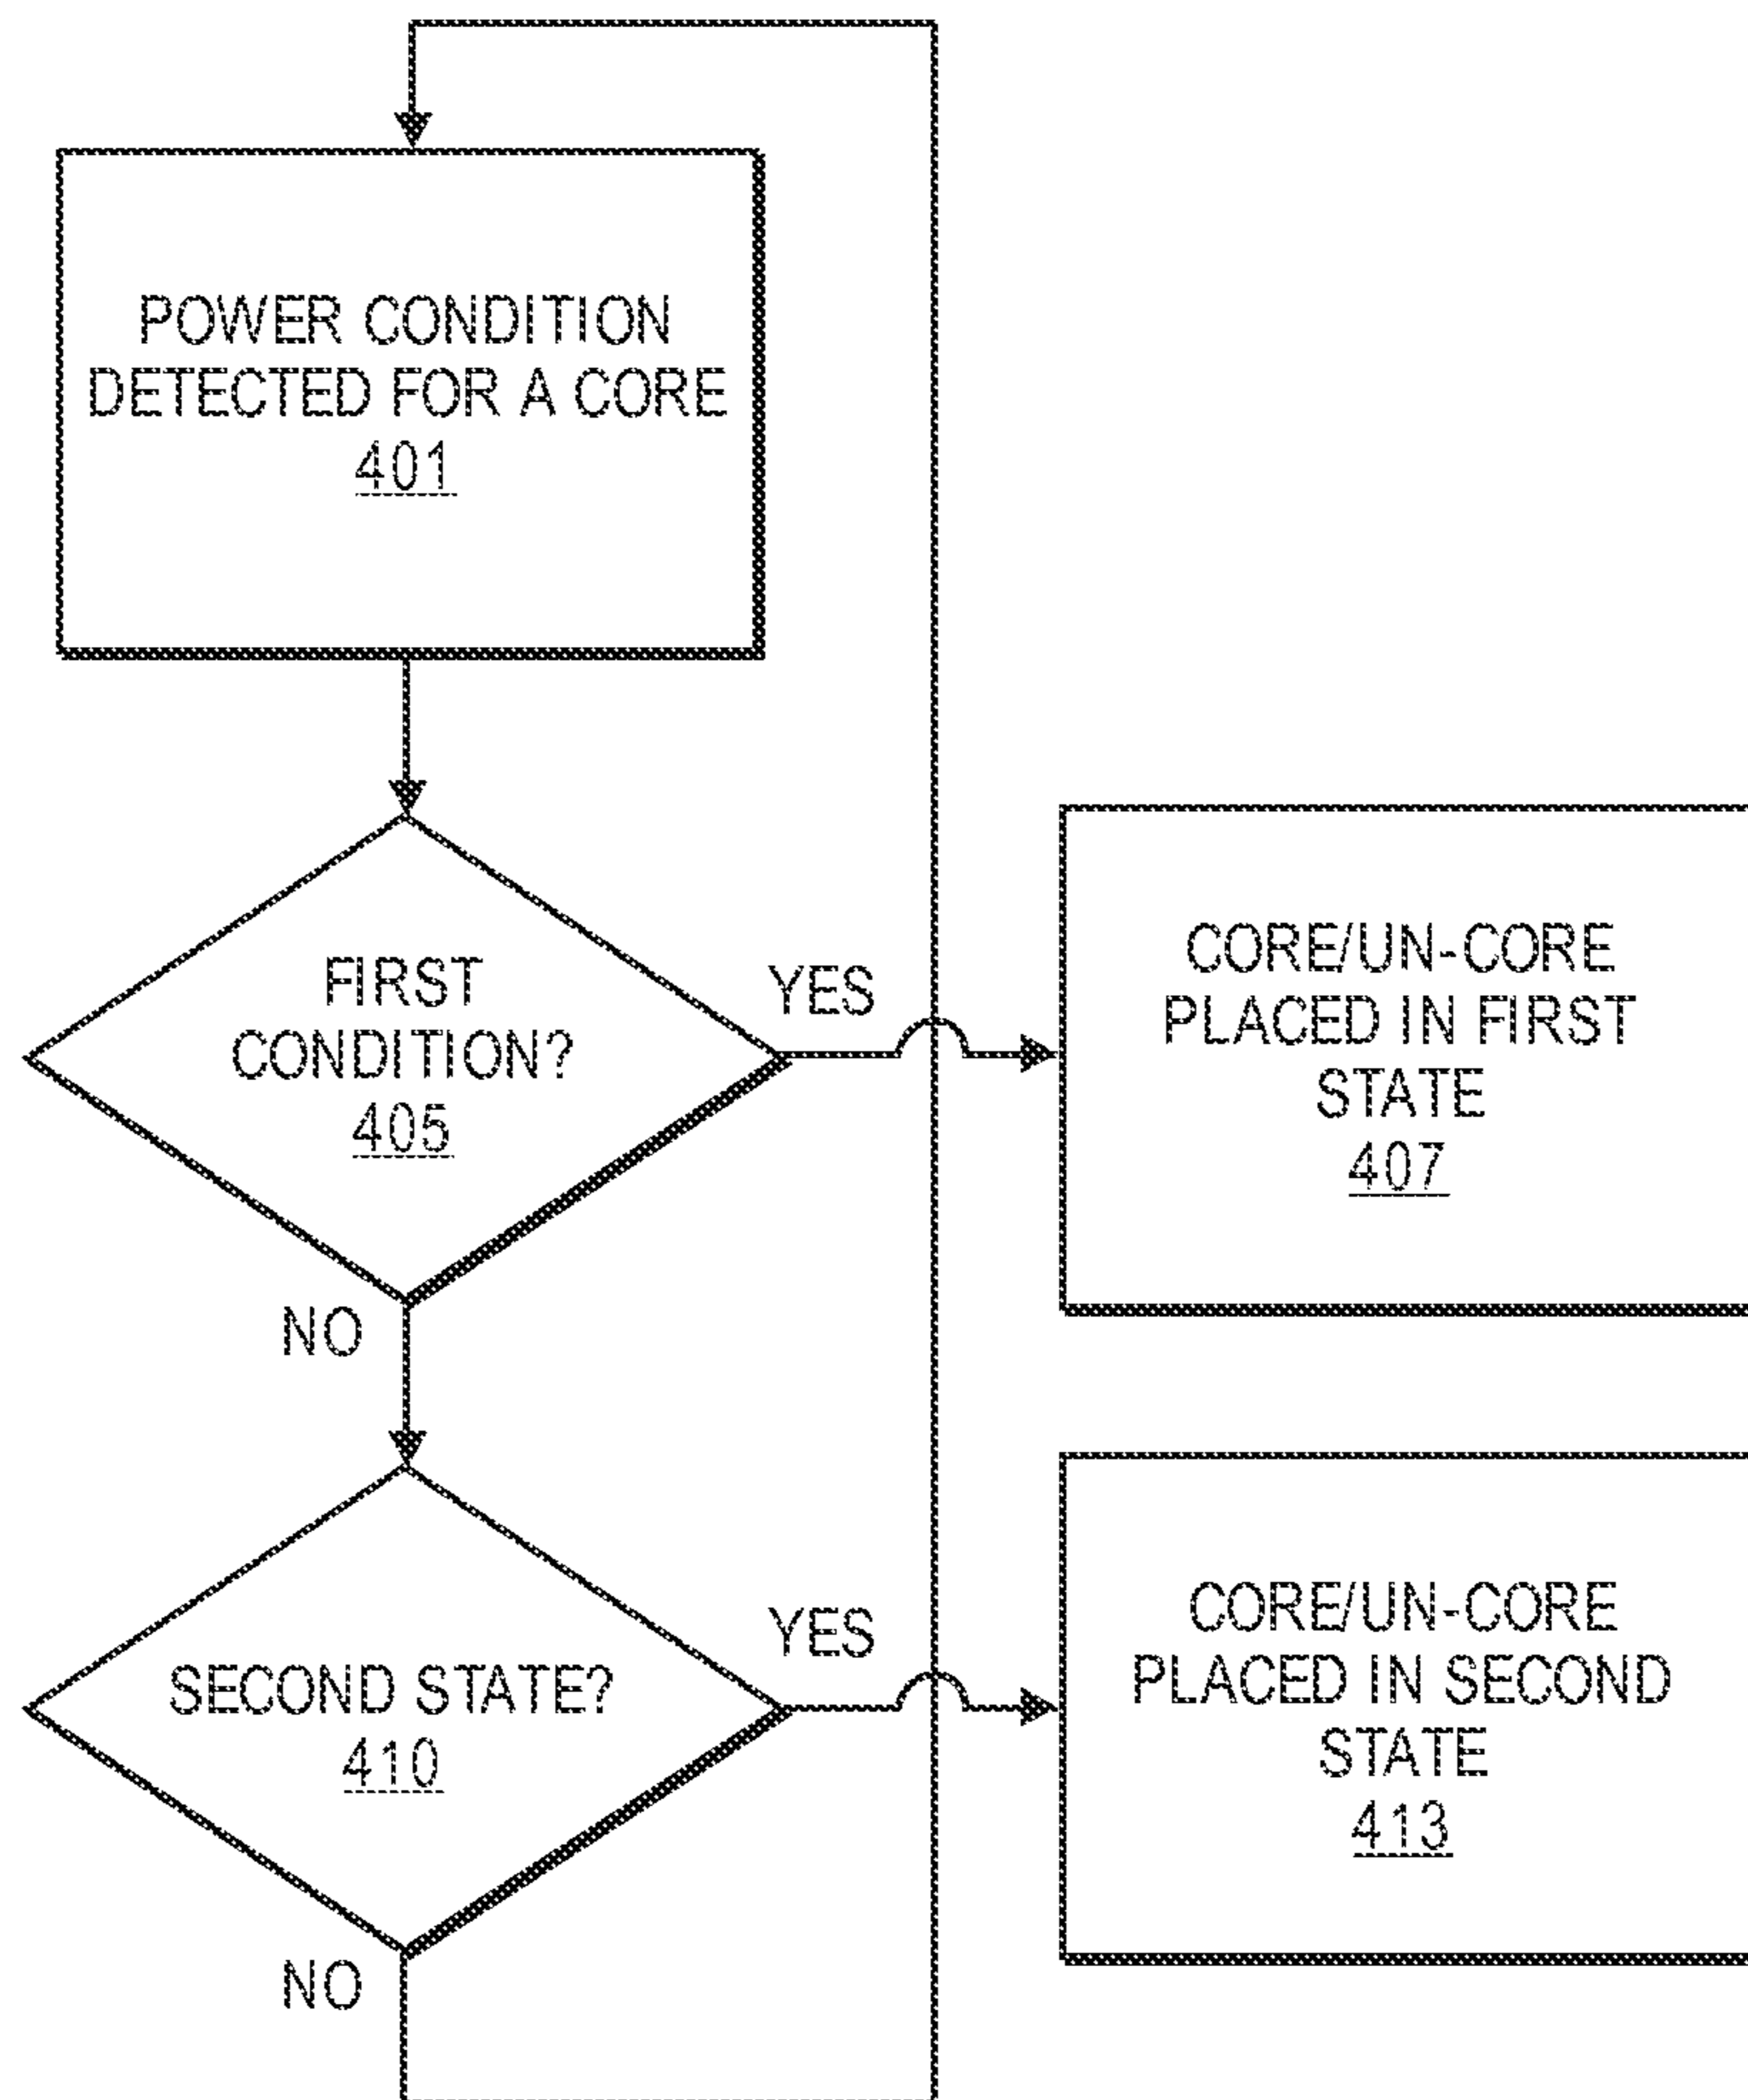 POWER CONDITION
DETECTED FOR A CORE
401
FIRST
CONDITION?
405
YES
CORE/UN-CORE
PLACED IN FIRST
STATE
407
NO
SECOND STATE?
410
YES
CORE/UN-CORE
PLACED IN SECOND
STATE
413
NO